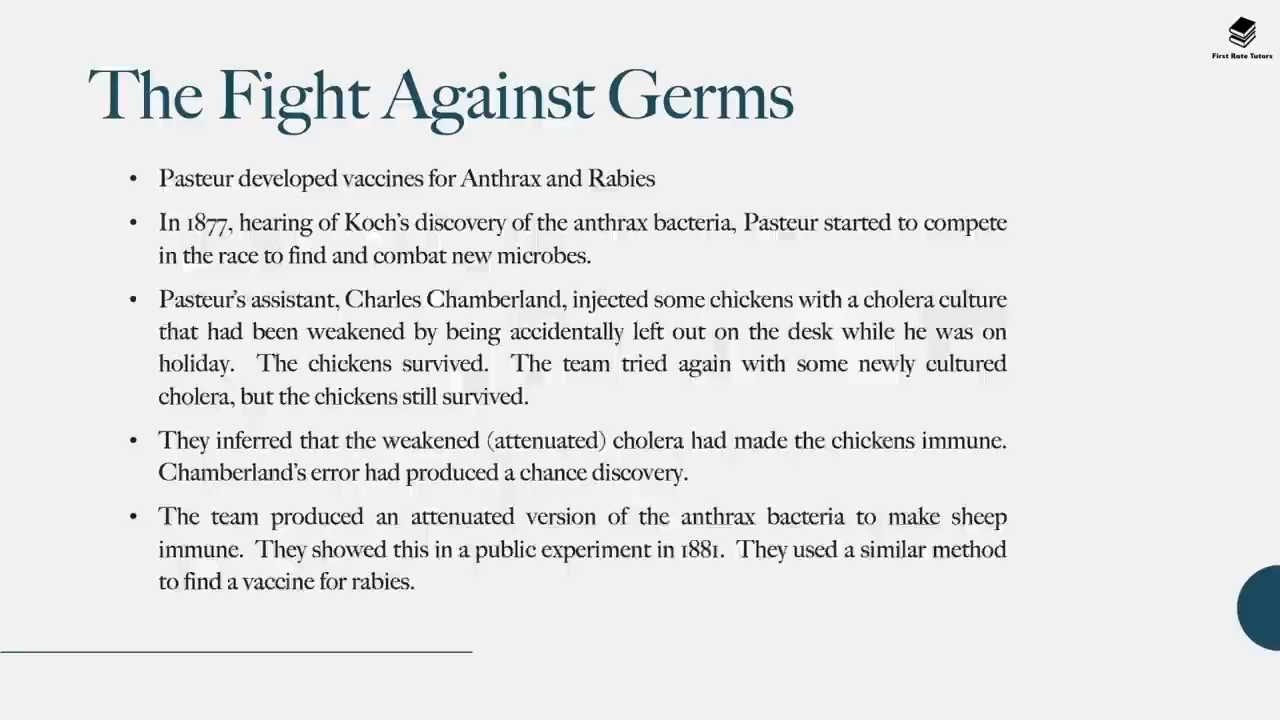 First Rate Tutors
The Fight Against Germs
• Pasteur developed vaccines for Anthrax and Rabies
• In 1877, hearing of Koch's discovery of the anthrax bacteria, Pasteur started to compete
in the race to find and combat new microbes.
• Pasteur's assistant, Charles Chamberland, injected some chickens with a cholera culture
that had been weakened by being accidentally left out on the desk while he was on
holiday. The chickens survived. The team tried again with some newly cultured
cholera, but the chickens still survived.
• They inferred that the weakened (attenuated) cholera had made the chickens immune.
Chamberland's error had produced a chance discovery.
• The team produced an attenuated version of the anthrax bacteria to make sheep
immune. They showed this in a public experiment in 1881. They used a similar method
to find a vaccine for rabies.